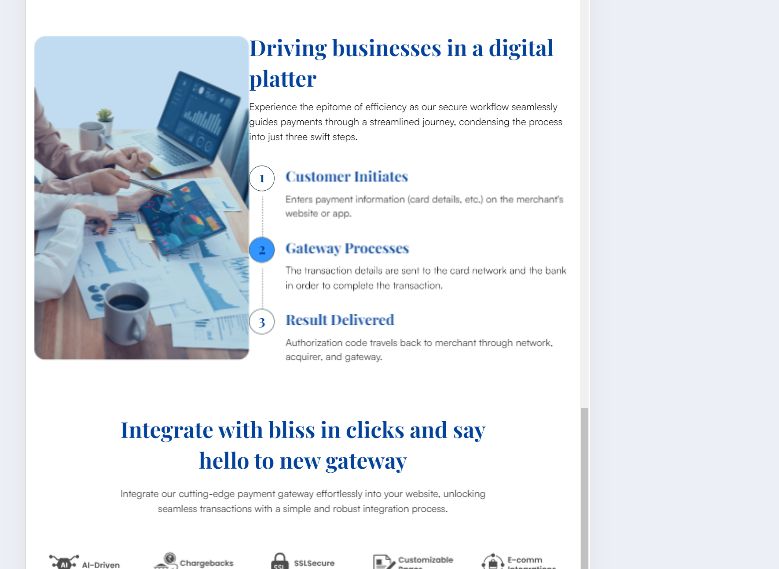 Driving businesses in a digital
platter
Experience the epitome of efficiency as our secure workflow seamlessly
guides payments through a streamlined journey, condensing the process
into just three swift steps.
1 Customer Initiates
Enters payment information (card details, etc.) on the merchant's
website or app.
2 Gateway Processes
The transaction details are sent to the card network and the bank
in order to complete the transaction.
3 Result Delivered
Authorization code travels back to merchant through network,
acquirer, and gateway.
Integrate with bliss in clicks and say
hello to new gateway
Integrate our cutting-edge payment gateway effortlessly into your website, unlocking
seamless transactions with a simple and robust integration process.
AI AI-Driven
Chargebacks
SSL SSLSecure
Customizable
E-comm
Integrations